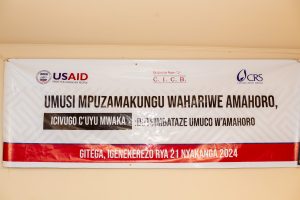 USAID
C. I. C. B.
CRS
UMUSI MPUZAMAKUNGU WAHARIWE AMAHORO,
ICIVUGO C'UYU MWAKA UMUCO W'AMAHORO
GITEGA, IGENEKEREZO RYA 21 NYAKANGA 2024